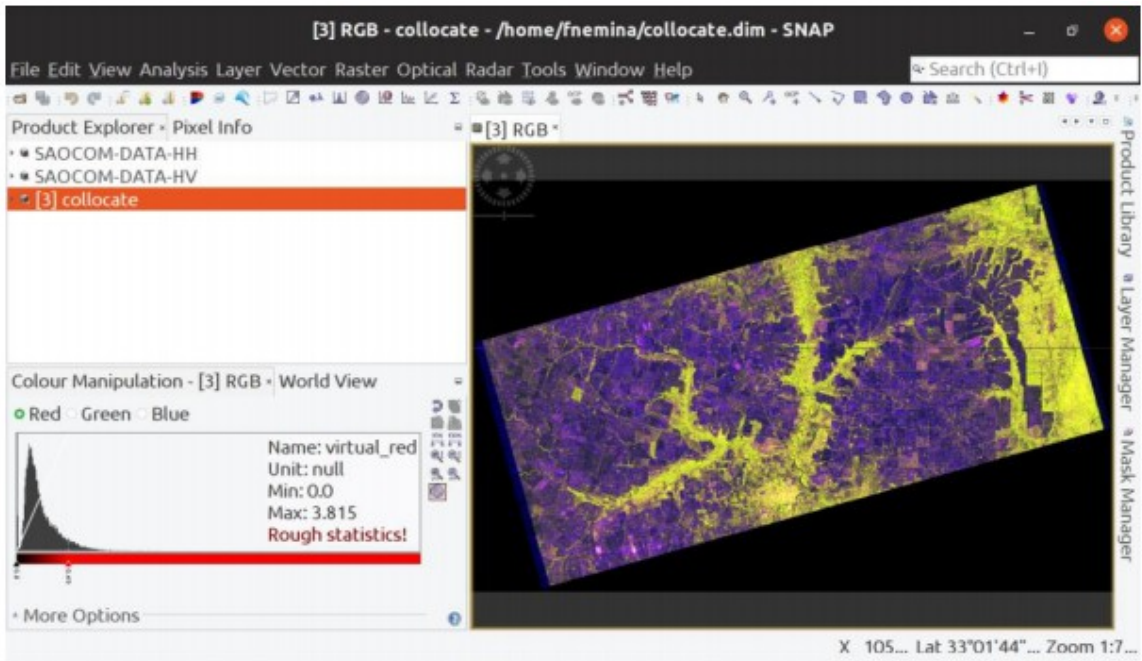 [3] RGB - collocate - /home/fnemina/collocate.dim - SNAP
File Edit View Analysis Layer Vector Raster Optical Radar Tools Window Help
Search (Ctrl+I)
Product Explorer Pixel Info
[3] RGB
SAOCOM-DATA-HH
SAOCOM-DATA-HV
[3] collocate
Product Library
Layer Manager
Mask Manager
Colour Manipulation - [3] RGB World View
Red Green Blue
Name: virtual_red
Unit: null
Min: 0.0
Max: 3.815
Rough statistics!
More Options
X 105... Lat 33°01'44"... Zoom 1:7...